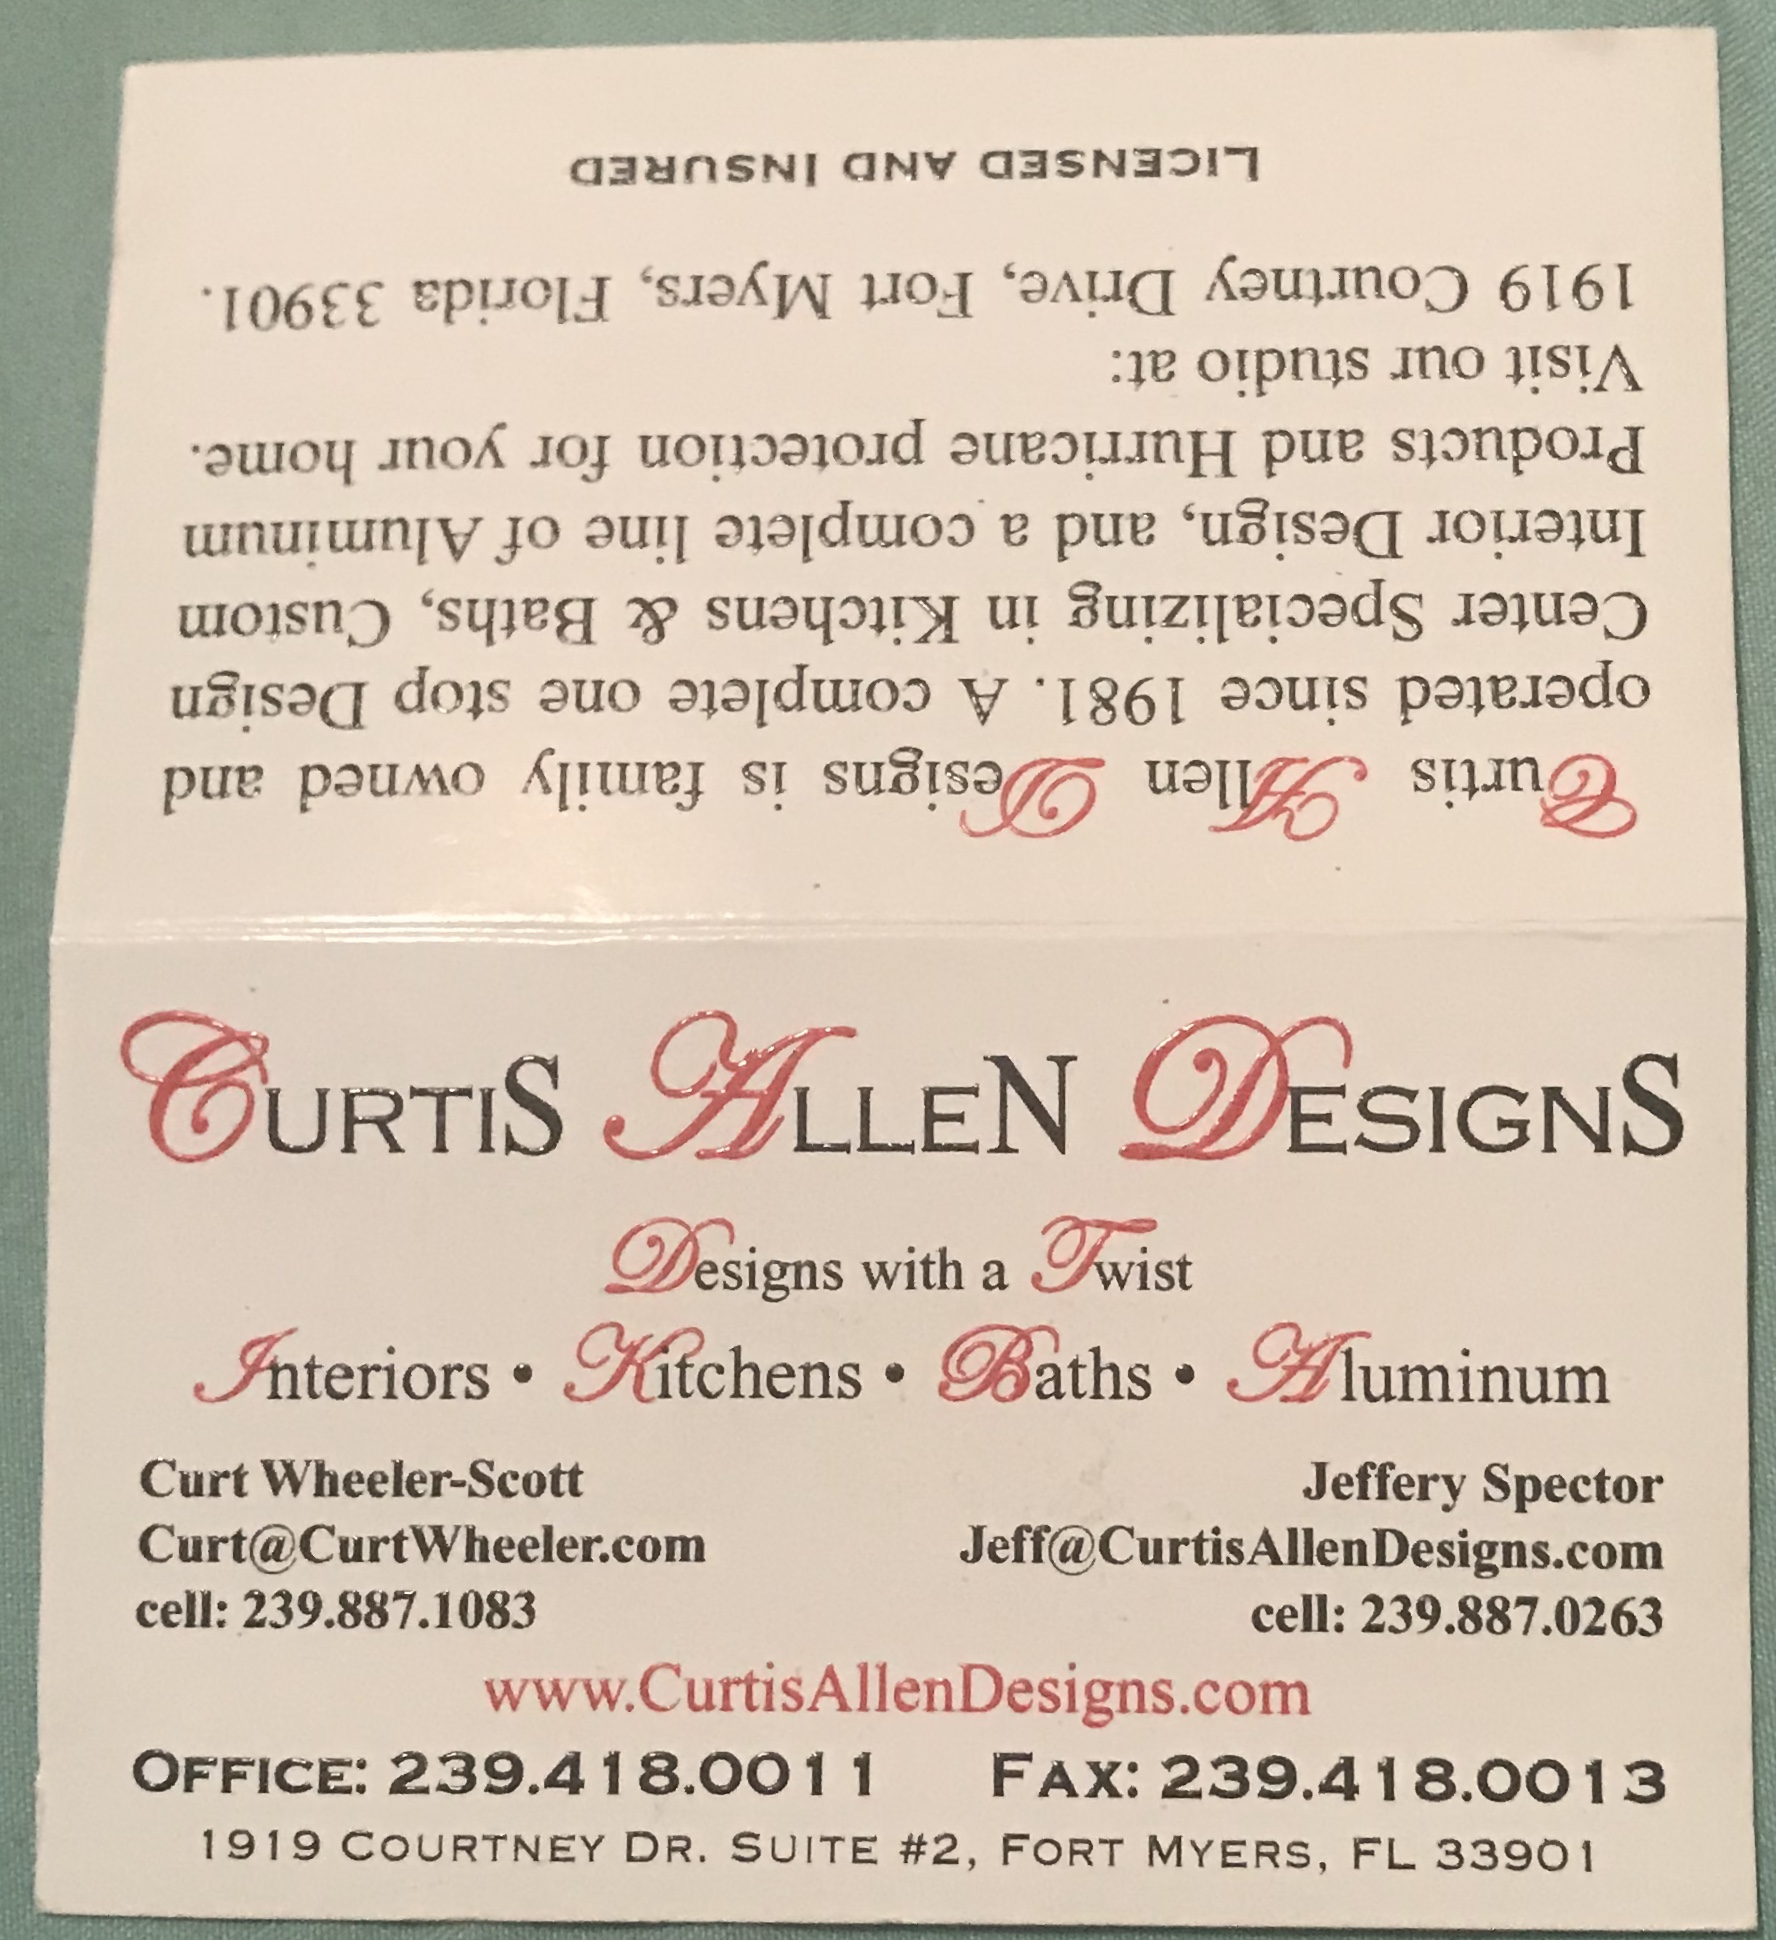 CURTIS ALLEN DESIGNS
Designs with a Twist
Interiors • Kitchens • Baths • Aluminum
Curt Wheeler-Scott
Curt@CurtWheeler.com
cell: 239.887.1083
Jeffery Spector
Jeff@CurtisAllenDesigns.com
cell: 239.887.0263
www.CurtisAllenDesigns.com
OFFICE: 239.418.0011 FAX: 239.418.0013
1919 COURTNEY DR. SUITE #2, FORT MYERS, FL 33901
Curtis Allen Designs is family owned and
operated since 1981. A complete one stop Design
Center Specializing in Kitchens & Baths, Custom
Interior Design, and a complete line of Aluminum
Products and Hurricane protection for your home.
Visit our studio at:
1919 Courtney Drive, Fort Myers, Florida 33901.
LICENSED AND INSURED